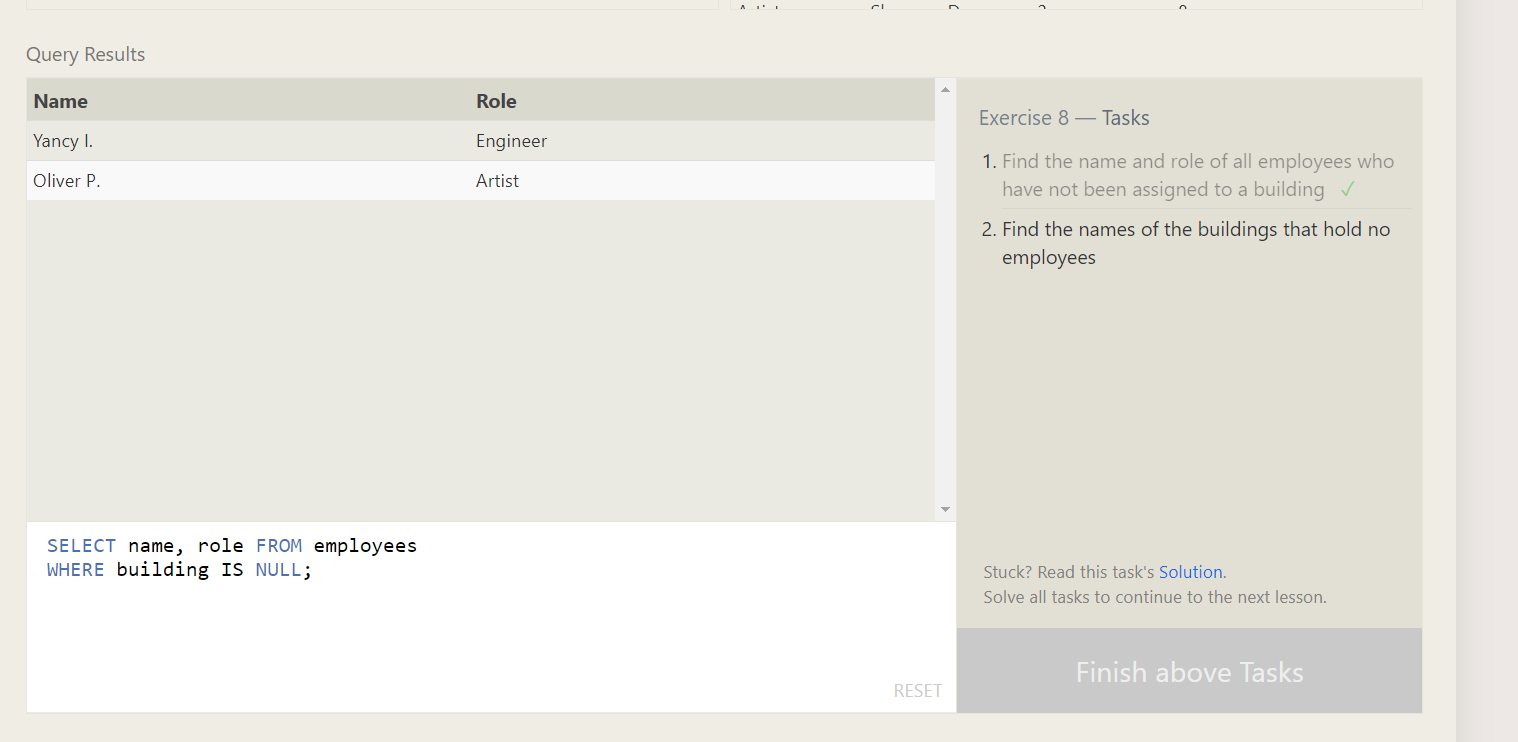 Query Results
Name Role
Yancy I. Engineer
Oliver P. Artist
SELECT name, role FROM employees
WHERE building IS NULL;
RESET
Exercise 8 — Tasks
1. Find the name and role of all employees who
have not been assigned to a building ✓
2. Find the names of the buildings that hold no
employees
Stuck? Read this task's Solution.
Solve all tasks to continue to the next lesson.
Finish above Tasks